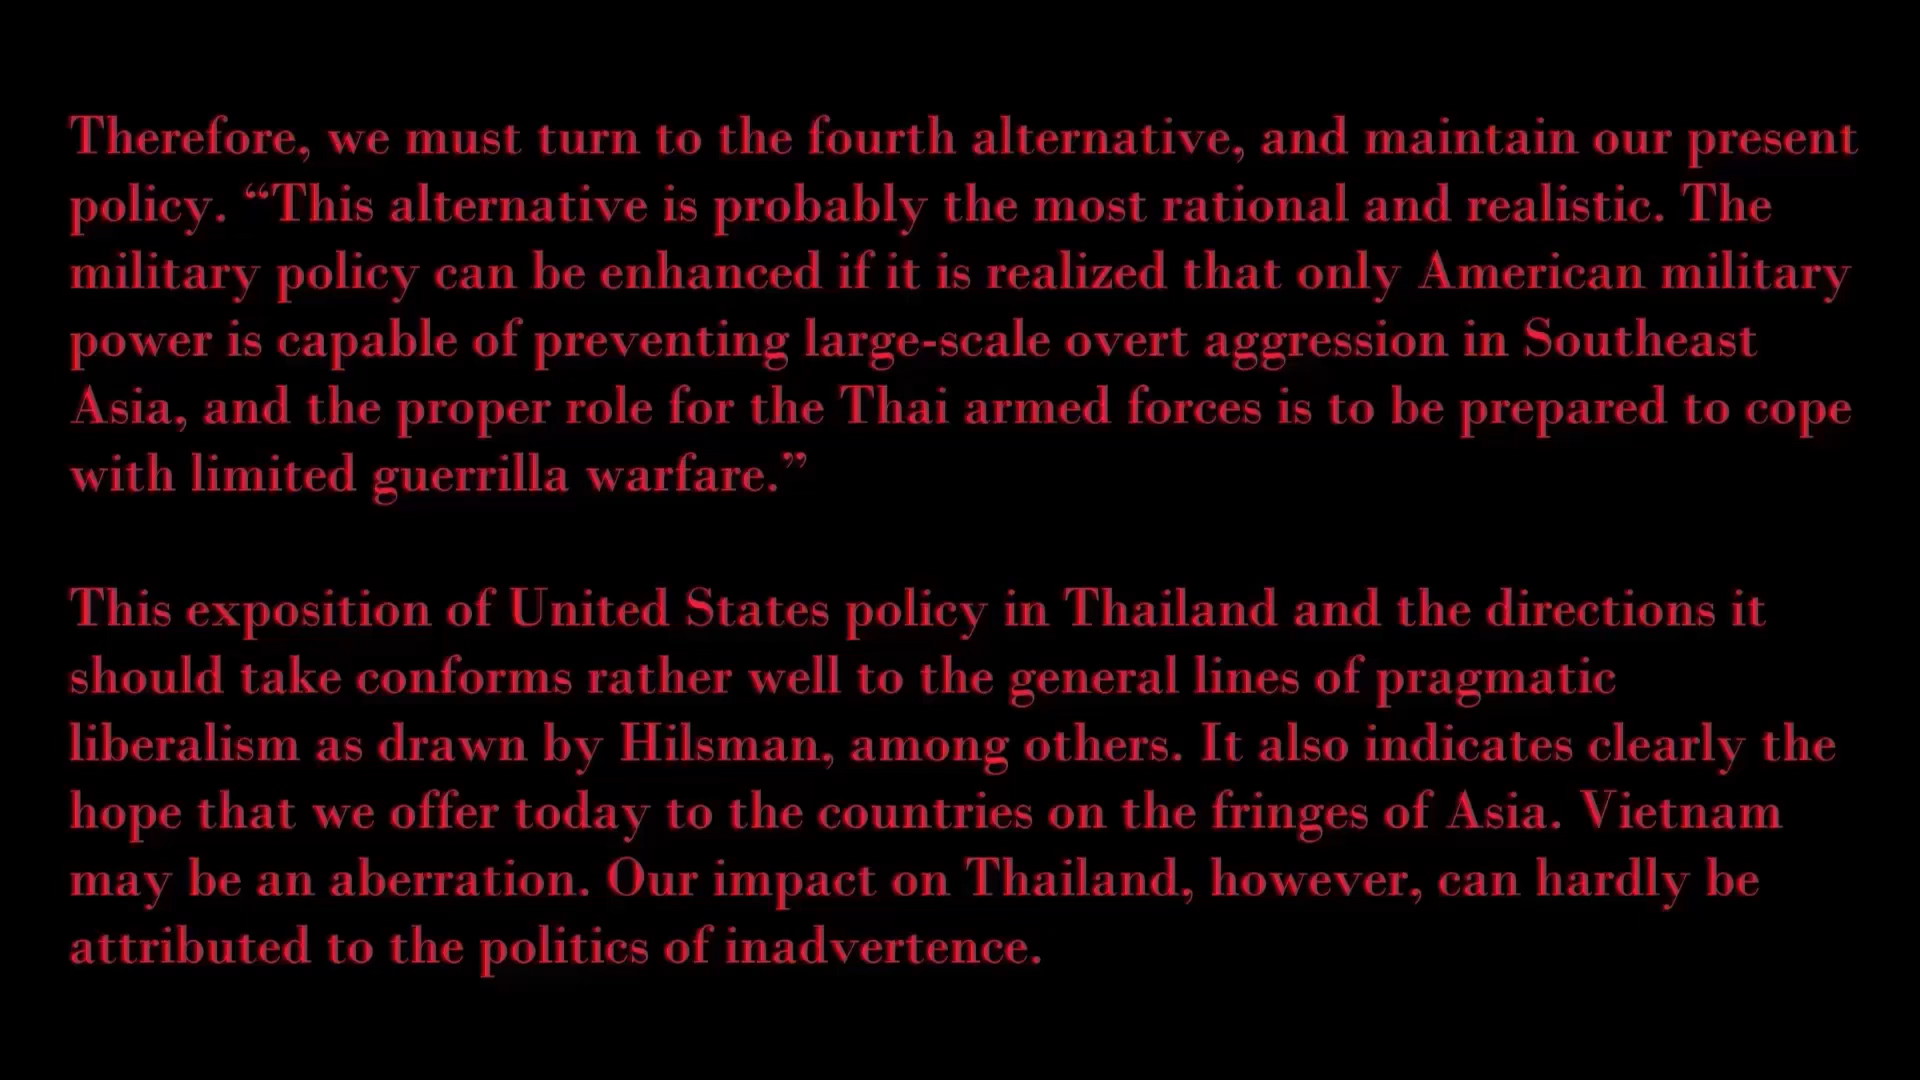 Therefore, we must turn to the fourth alternative, and maintain our present
policy. “This alternative is probably the most rational and realistic. The
military policy can be enhanced if it is realized that only American military
power is capable of preventing large-scale overt aggression in Southeast
Asia, and the proper role for the Thai armed forces is to be prepared to cope
with limited guerrilla warfare.”
This exposition of United States policy in Thailand and the directions it
should take conforms rather well to the general lines of pragmatic
liberalism as drawn by Hilsman, among others. It also indicates clearly the
hope that we offer today to the countries on the fringes of Asia. Vietnam
may be an aberration. Our impact on Thailand, however, can hardly be
attributed to the politics of inadvertence.